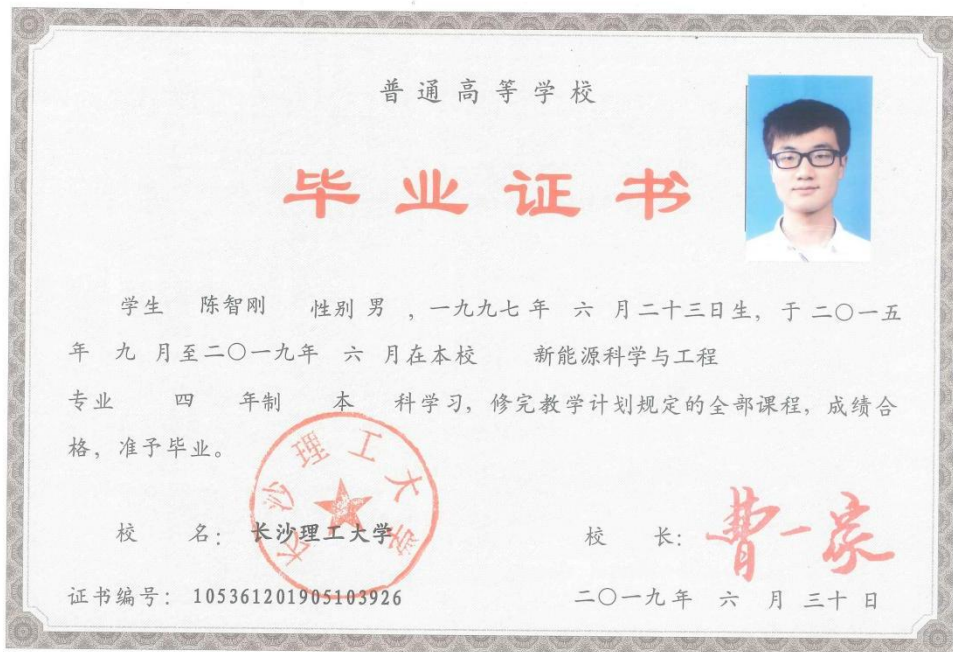 普通高等学校
毕业证书
学生 陈智刚 性别 男 ，一九九七 年 六 月二十三日生，于 二〇一五
年 九 月至二〇一九年 六 月在本校 新能源科学与工程
专业 四 年制 本 科学习，修完教学计划规定的全部课程，成绩合
格，准予毕业。
长沙理工大学
校 名：长沙理工大学
校 长：曹一家
证书编号：105361201905103926
二〇一九年 六 月 三十 日